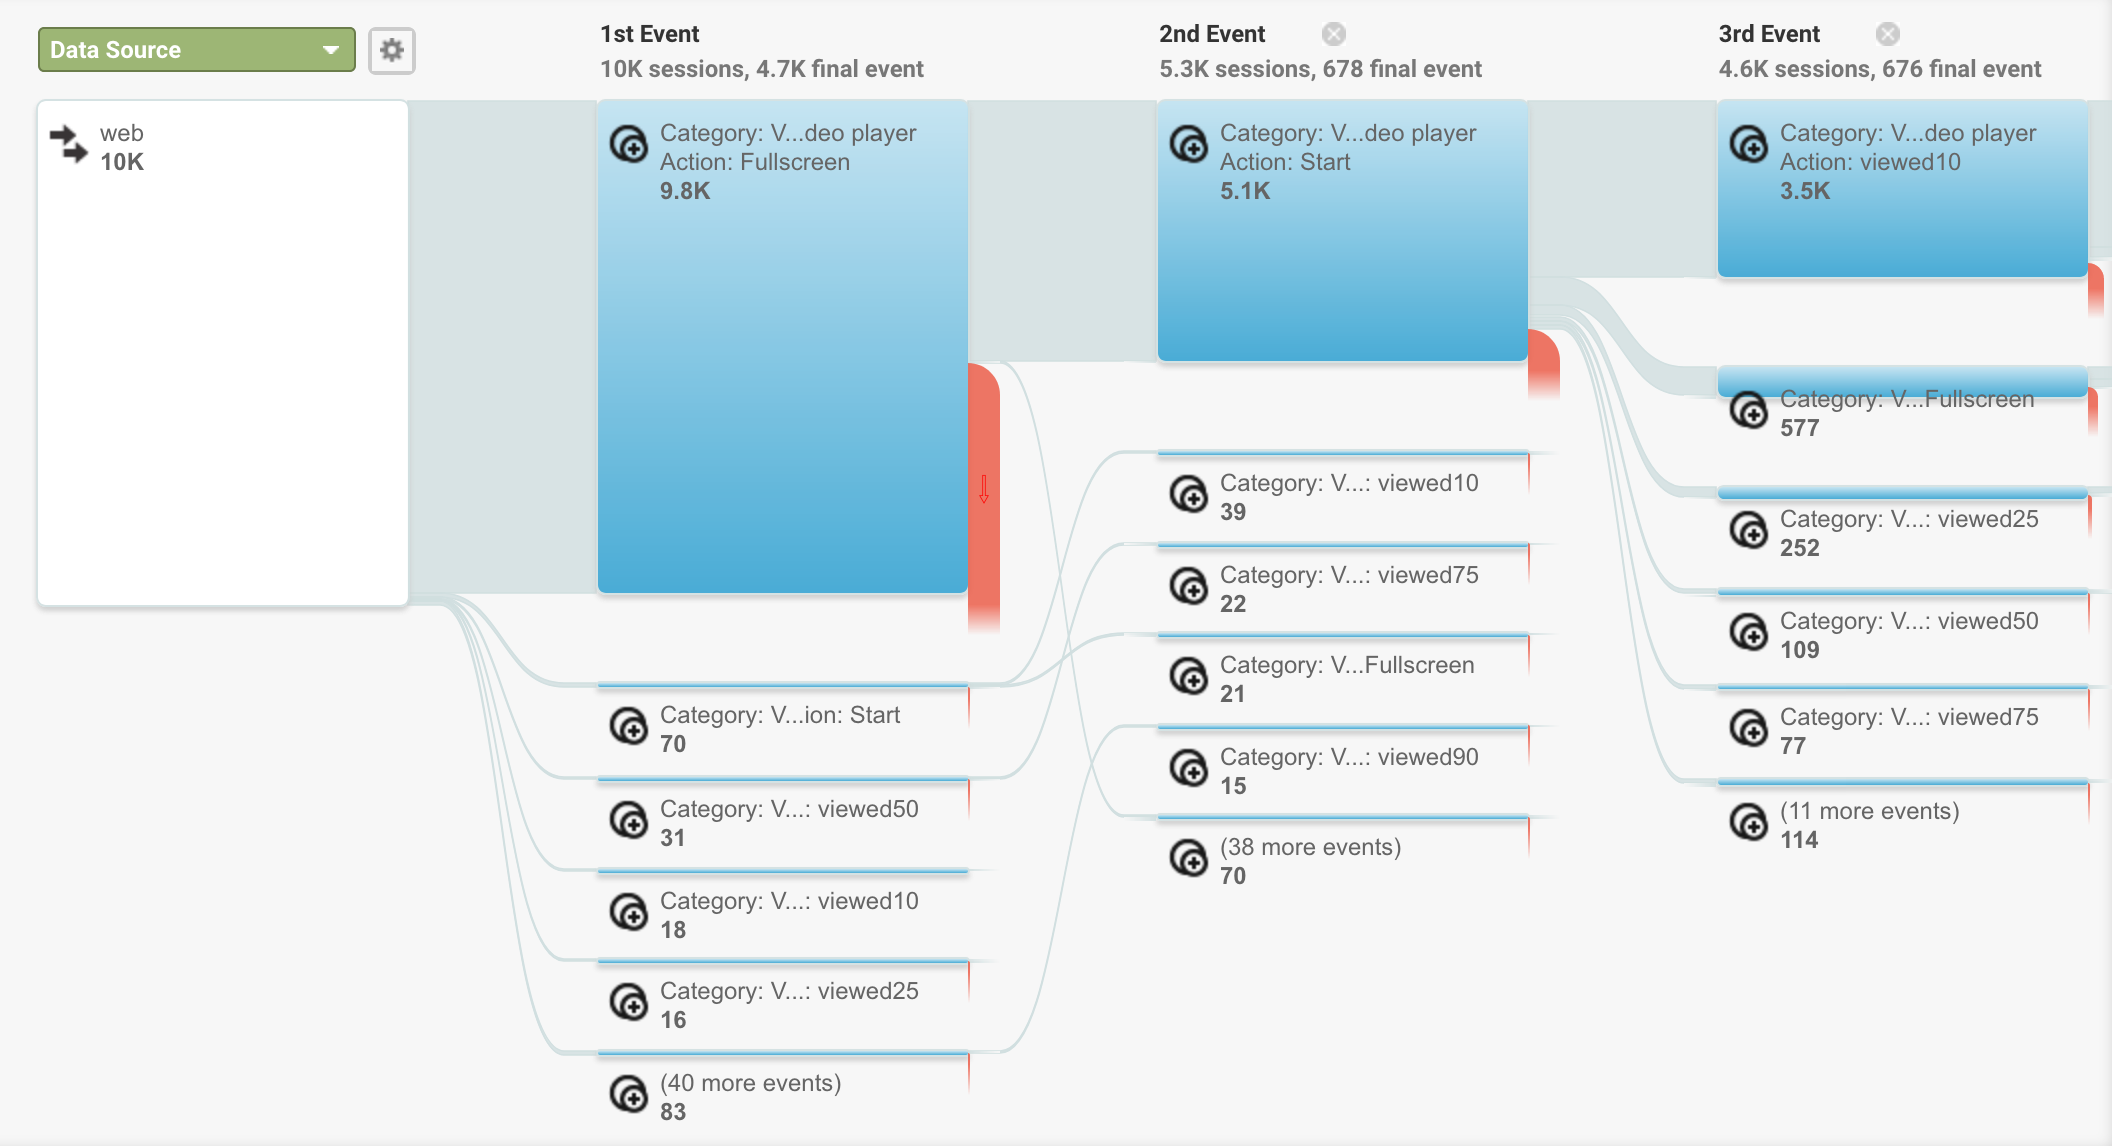 Data Source
web
10K
1st Event
10K sessions, 4.7K final event
Category: V...deo player
Action: Fullscreen
9.8K
Category: V...ion: Start
70
Category: V...: viewed50
31
Category: V...: viewed10
18
Category: V...: viewed25
16
(40 more events)
83
2nd Event
5.3K sessions, 678 final event
Category: V...deo player
Action: Start
5.1K
Category: V...: viewed10
39
Category: V...: viewed75
22
Category: V...Fullscreen
21
Category: V...: viewed90
15
(38 more events)
70
3rd Event
4.6K sessions, 676 final event
Category: V...deo player
Action: viewed10
3.5K
Category: V...Fullscreen
577
Category: V...: viewed25
252
Category: V...: viewed50
109
Category: V...: viewed75
77
(11 more events)
114